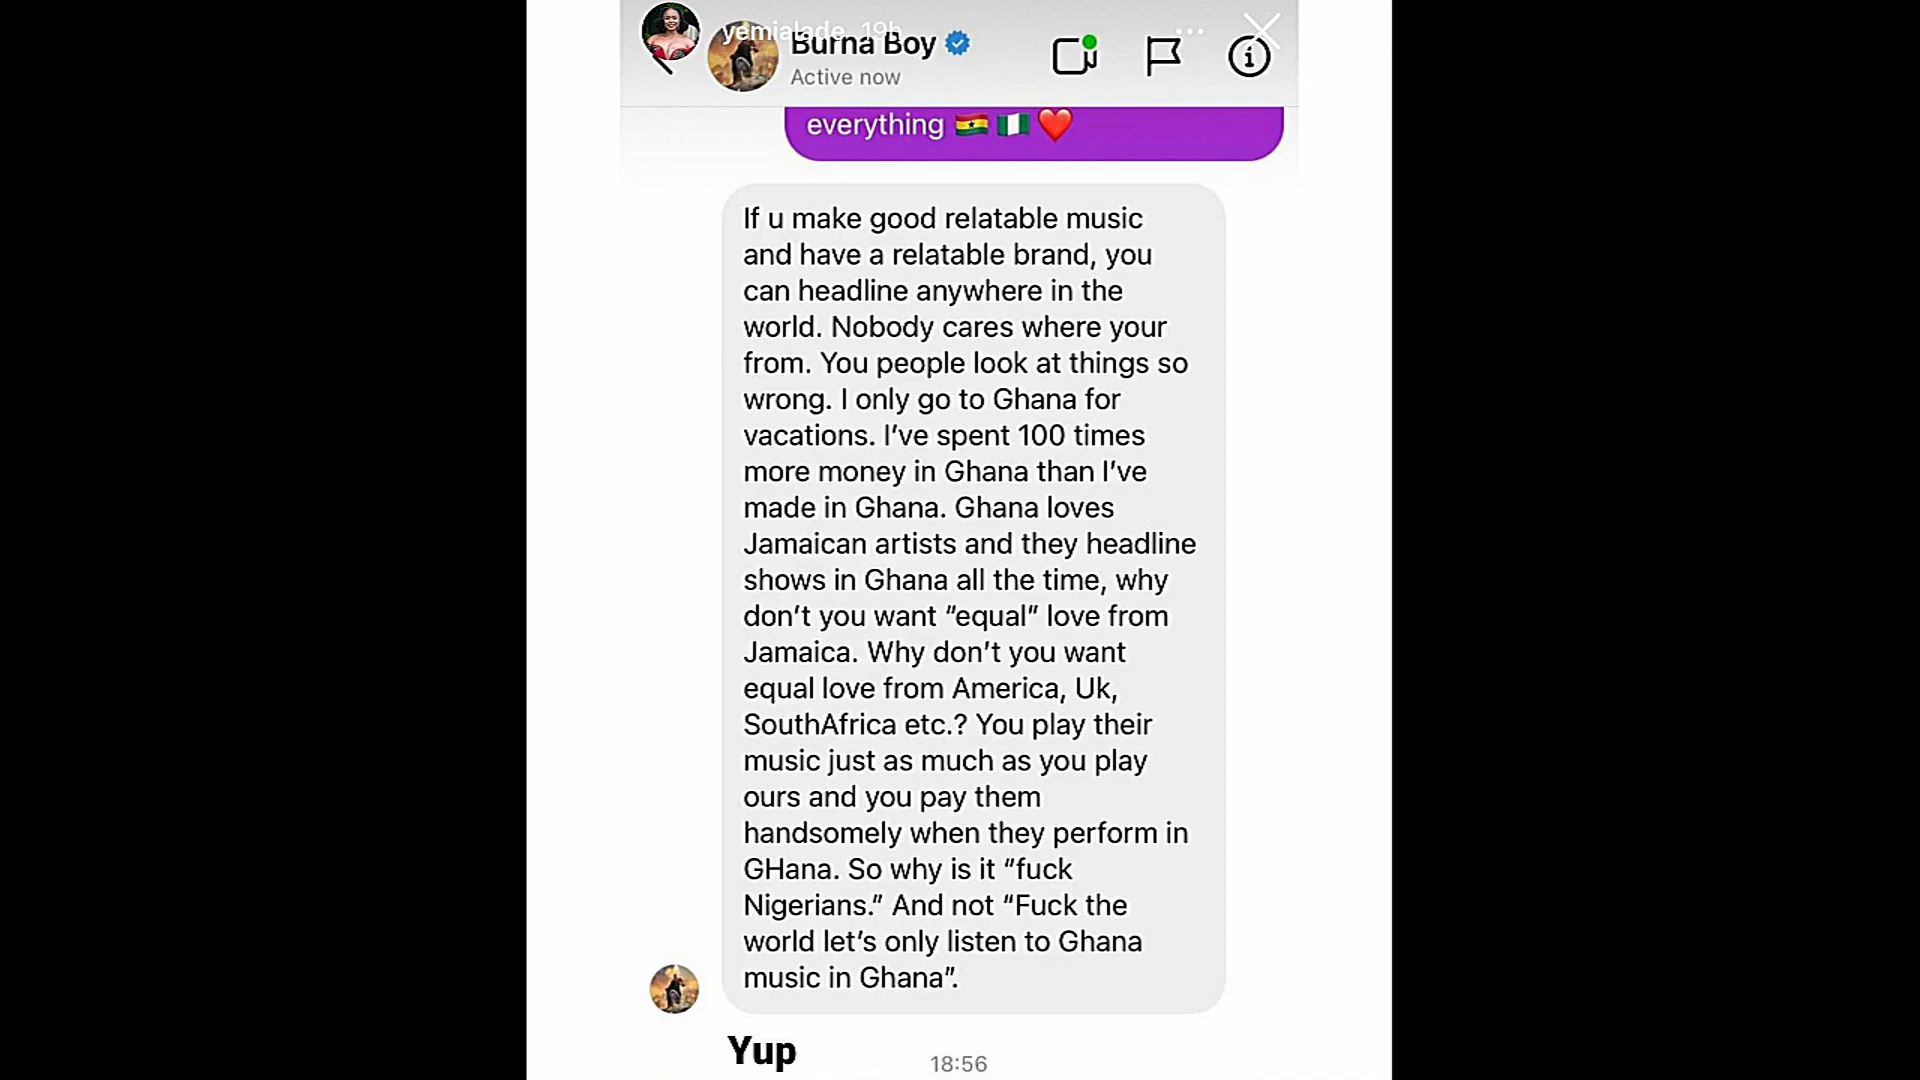 yemialade 19h
Burna Boy
Active now
everything 🇬🇭 🇳🇬 ❤️
If u make good relatable music
and have a relatable brand, you
can headline anywhere in the
world. Nobody cares where your
from. You people look at things so
wrong. I only go to Ghana for
vacations. I’ve spent 100 times
more money in Ghana than I’ve
made in Ghana. Ghana loves
Jamaican artists and they headline
shows in Ghana all the time, why
don’t you want “equal” love from
Jamaica. Why don’t you want
equal love from America, Uk,
SouthAfrica etc.? You play their
music just as much as you play
ours and you pay them
handsomely when they perform in
GHana. So why is it “fuck
Nigerians.” And not “Fuck the
world let’s only listen to Ghana
music in Ghana”.
Yup
18:56